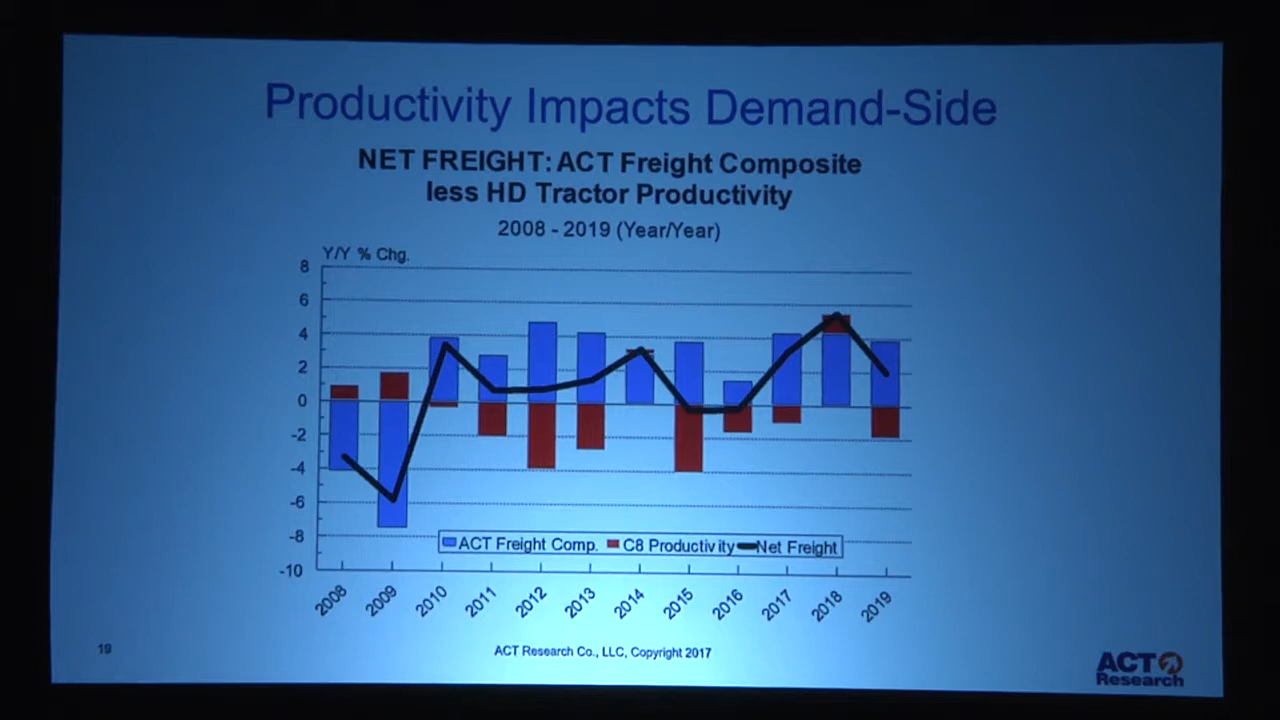 Productivity Impacts Demand-Side
NET FREIGHT: ACT Freight Composite
less HD Tractor Productivity
2008 - 2019 (Year/Year)
Y/Y % Chg.
8
6
4
2
0
-2
-4
-6
-8
-10
ACT Freight Comp. C8 Productivity Net Freight
2008 2009 2010 2011 2012 2013 2014 2015 2016 2017 2018 2019
19
ACT Research Co., LLC, Copyright 2017
ACT
Research